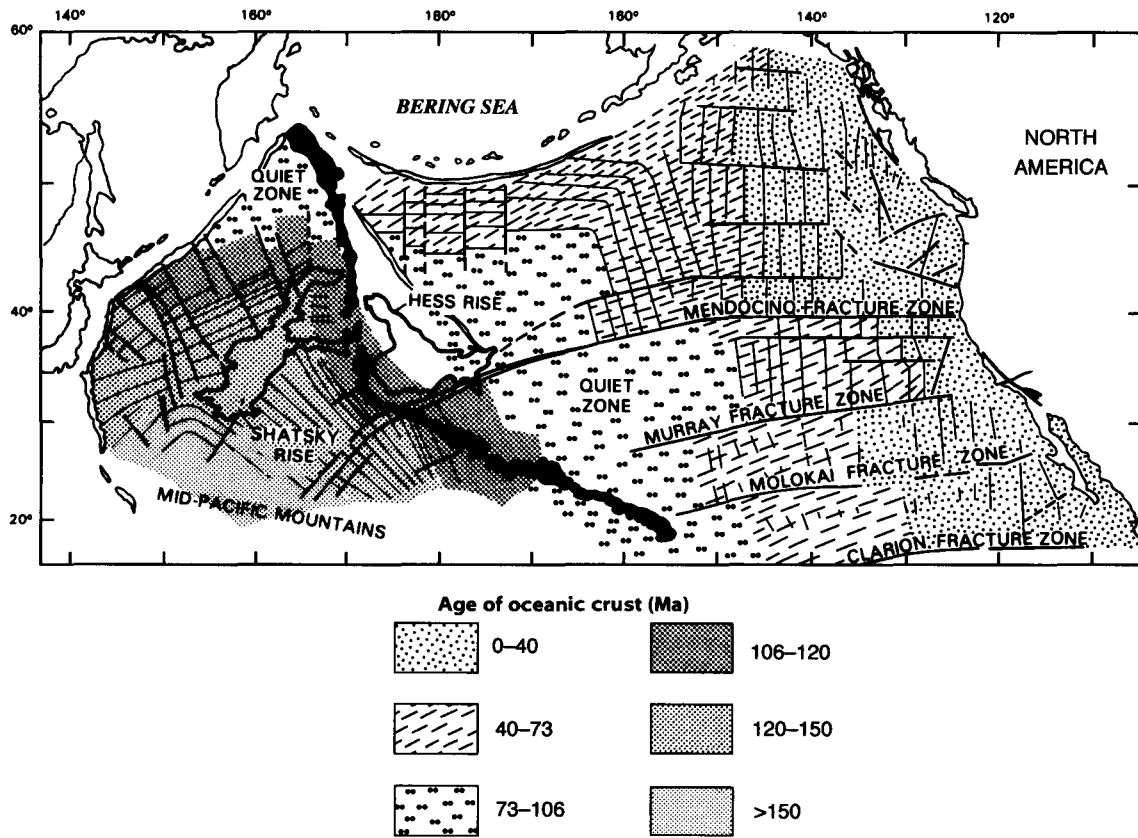 140° 160° 180° 160° 140° 120°
60°
BERING SEA
NORTH
AMERICA
QUIET
ZONE
HESS RISE
40°
MENDOCINO FRACTURE ZONE
QUIET
ZONE
MURRAY FRACTURE ZONE
SHATSKY
RISE
MOLOKAI FRACTURE ZONE
MID-PACIFIC MOUNTAINS
20°
CLARION FRACTURE ZONE
Age of oceanic crust (Ma)
0–40 106–120
40–73 120–150
73–106 >150